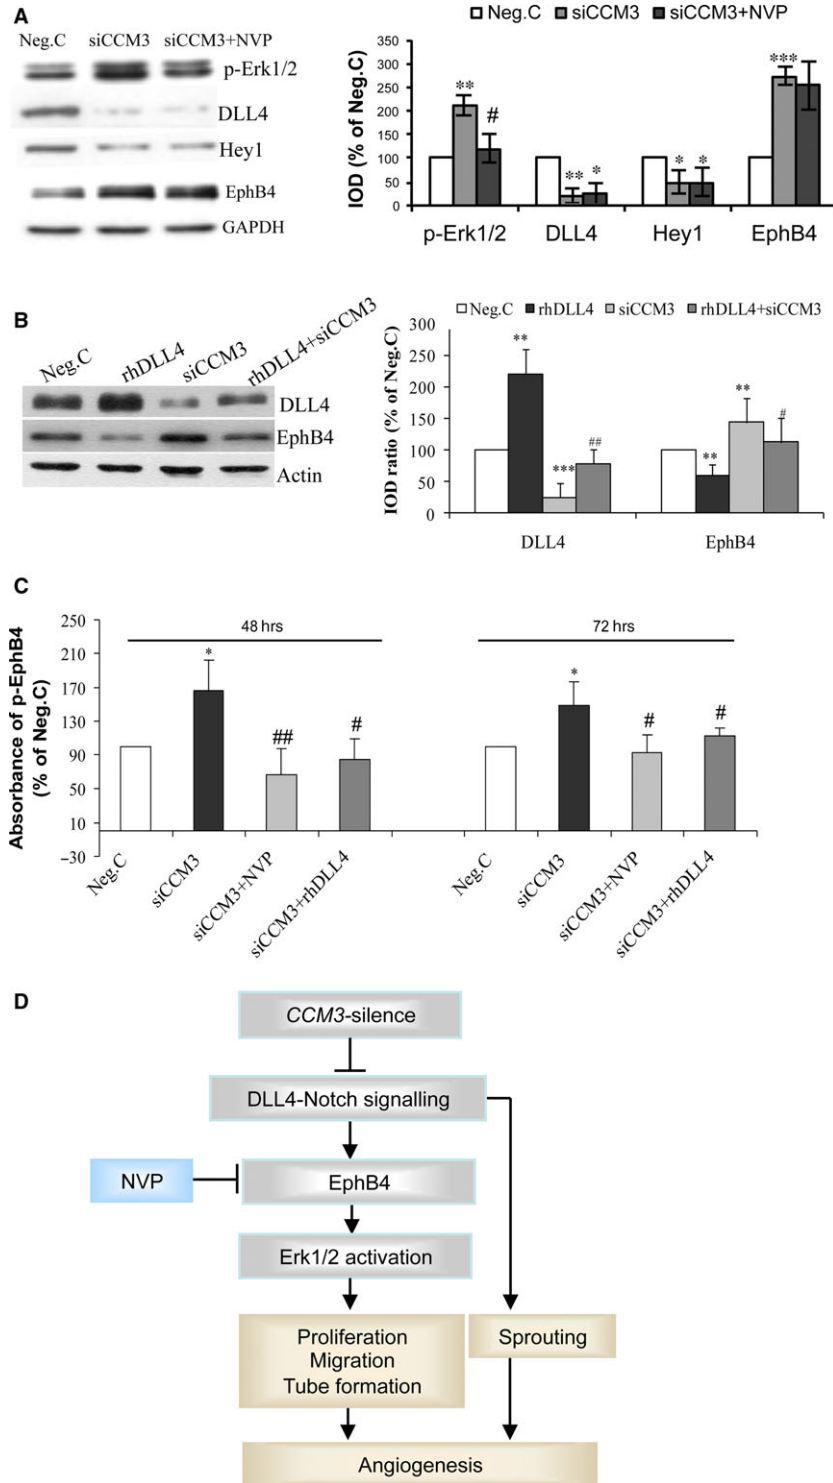 A
Neg.C siCCM3 siCCM3+NVP
p-Erk1/2
DLL4
Hey1
EphB4
GAPDH
Neg.C siCCM3 siCCM3+NVP
IOD (% of Neg.C)
350
300
250
200
150
100
50
0
** # ** * * * ***
p-Erk1/2 DLL4 Hey1 EphB4
B
Neg.C rhDLL4 siCCM3 rhDLL4+siCCM3
DLL4
EphB4
Actin
Neg.C rhDLL4 siCCM3 rhDLL4+siCCM3
IOD ratio (% of Neg.C)
300
250
200
150
100
50
0
** *** ## ** ** #
DLL4 EphB4
C
Absorbance of p-EphB4
(% of Neg.C)
250
210
170
130
90
50
10
–30
48 hrs 72 hrs
* ## # * # #
Neg.C siCCM3 siCCM3+NVP siCCM3+rhDLL4 Neg.C siCCM3 siCCM3+NVP siCCM3+rhDLL4
D
CCM3-silence
DLL4-Notch signalling
NVP
EphB4
Erk1/2 activation
Proliferation
Migration
Tube formation
Sprouting
Angiogenesis